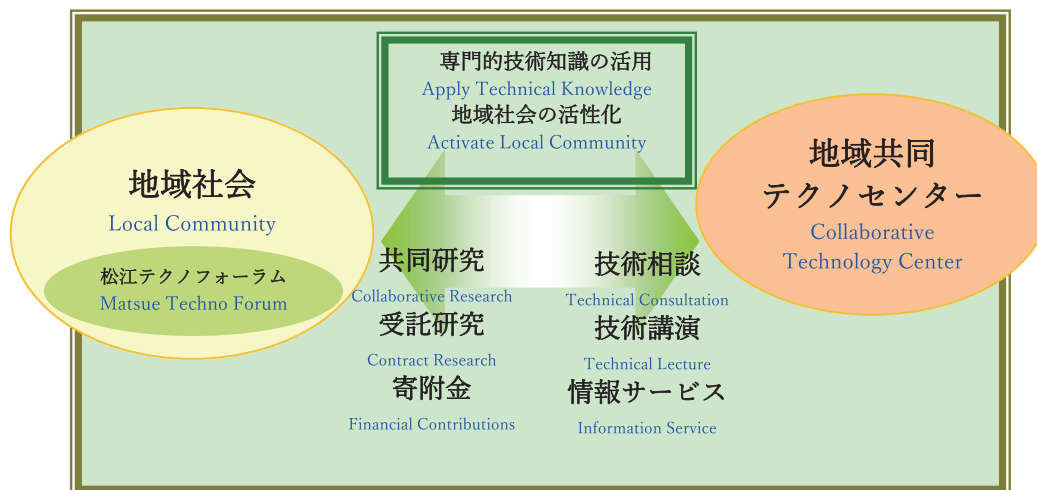 専門的技術知識の活用
Apply Technical Knowledge
地域社会の活性化
Activate Local Community
地域社会
Local Community
松江テクノフォーラム
Matsue Techno Forum
地域共同
テクノセンター
Collaborative
Technology Center
共同研究
Collaborative Research
受託研究
Contract Research
寄附金
Financial Contributions
技術相談
Technical Consultation
技術講演
Technical Lecture
情報サービス
Information Service